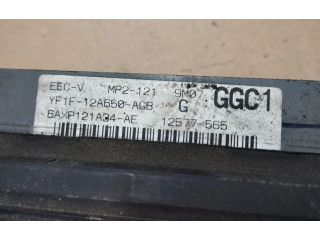 EEC-V MP2-121 9M07 GGC1
YF1F-12A650-AGB G
6AXP121A34-AE 12577-565